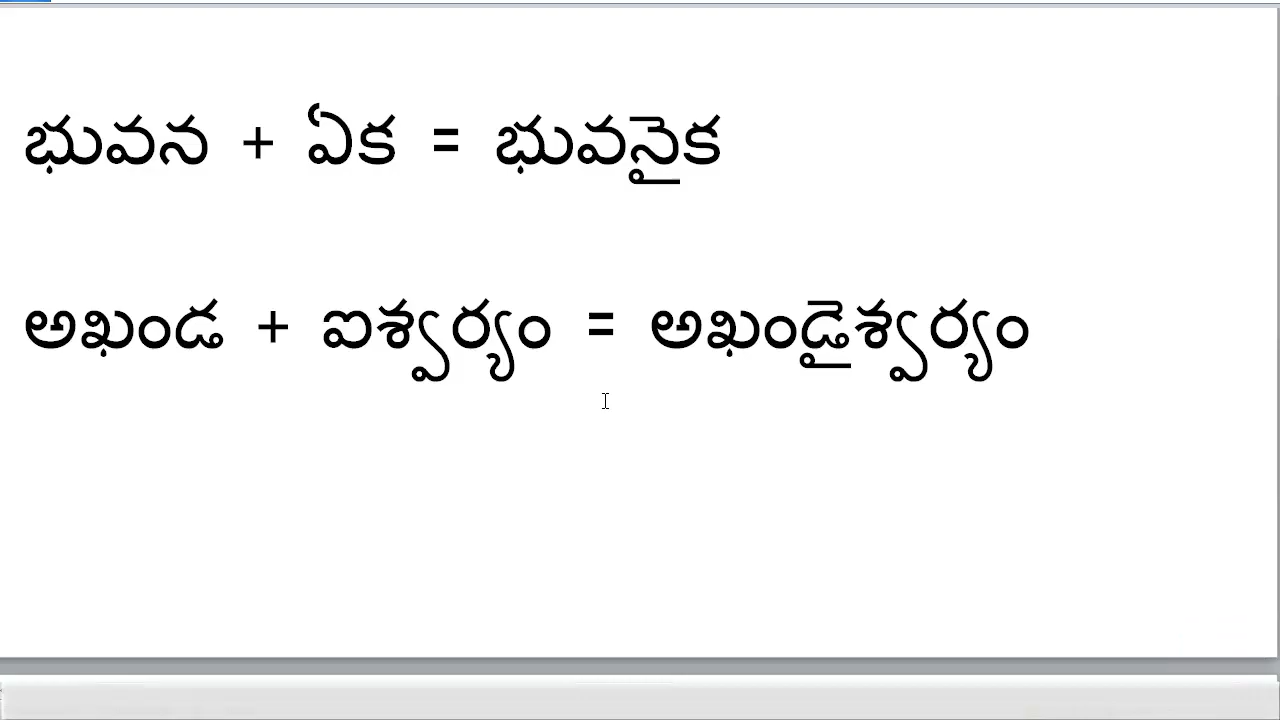 భువన + ఏక = భువనైక
అఖండ + ఐశ్వర్యం = అఖండైశ్వర్యం